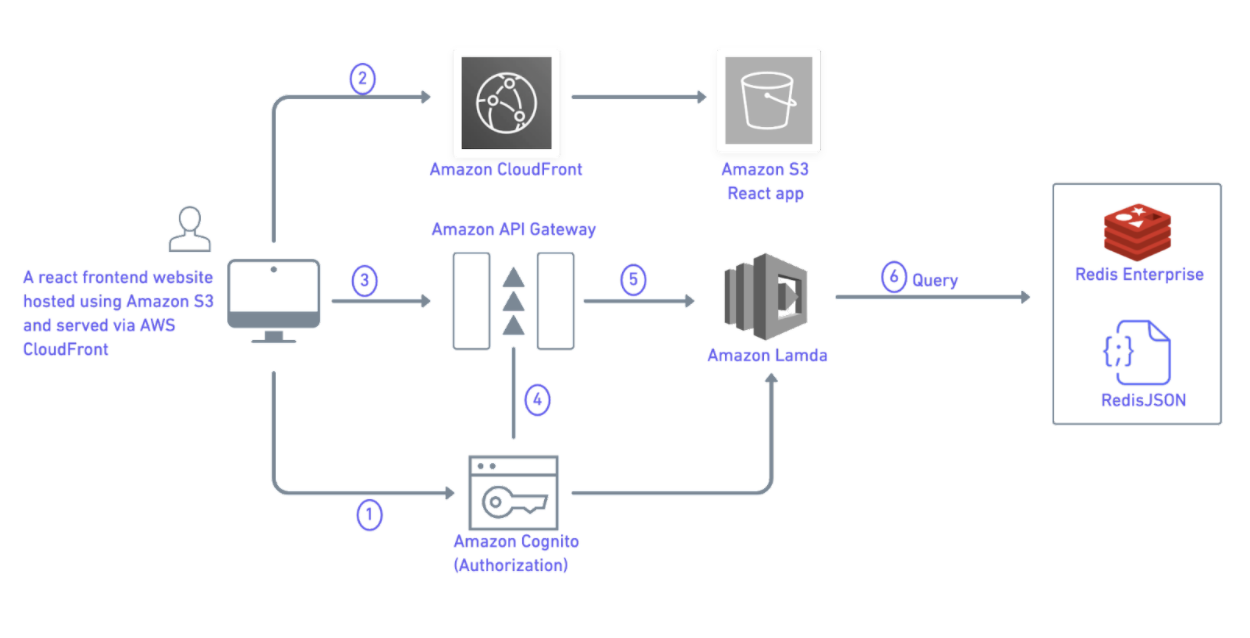 2
Amazon CloudFront
Amazon S3
React app
A react frontend website
hosted using Amazon S3
and served via AWS
CloudFront
3
Amazon API Gateway
5
Amazon Lamda
6 Query
Redis Enterprise
{;}
RedisJSON
4
1
Amazon Cognito
(Authorization)